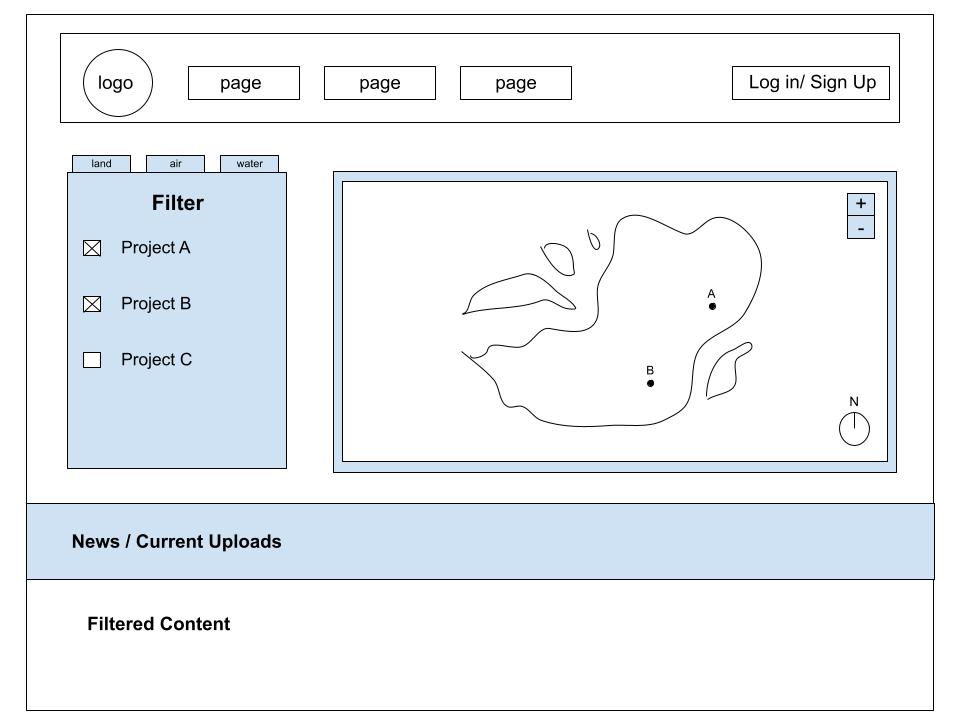 logo
page
page
page
Log in/ Sign Up
land
air
water
Filter
Project A
Project B
Project C
+
-
A
B
N
News / Current Uploads
Filtered Content